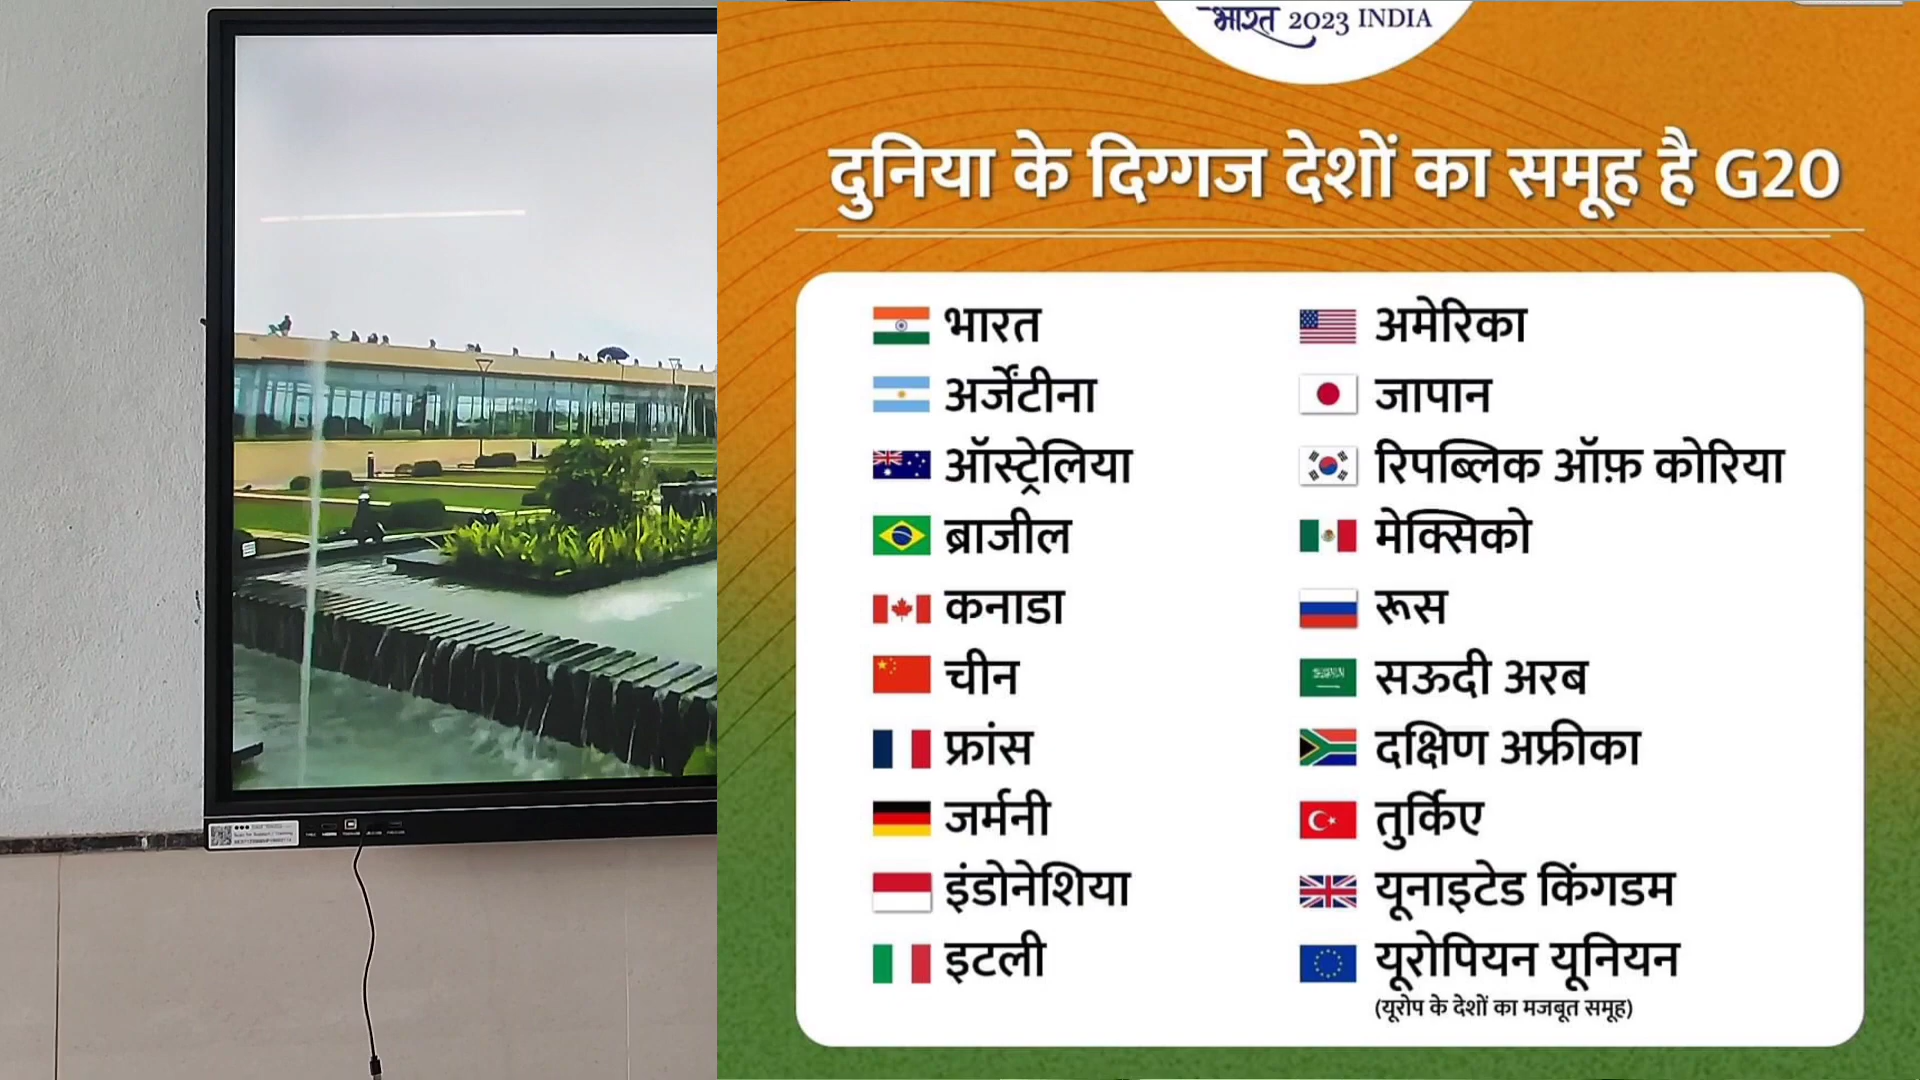 भारत 2023 INDIA
दुनिया के दिग्गज देशों का समूह है G20
भारत
अर्जेंटीना
ऑस्ट्रेलिया
ब्राजील
कनाडा
चीन
फ्रांस
जर्मनी
इंडोनेशिया
इटली
अमेरिका
जापान
रिपब्लिक ऑफ़ कोरिया
मेक्सिको
रूस
सऊदी अरब
दक्षिण अफ्रीका
तुर्किए
यूनाइटेड किंगडम
यूरोपियन यूनियन
(यूरोप के देशों का मजबूत समूह)